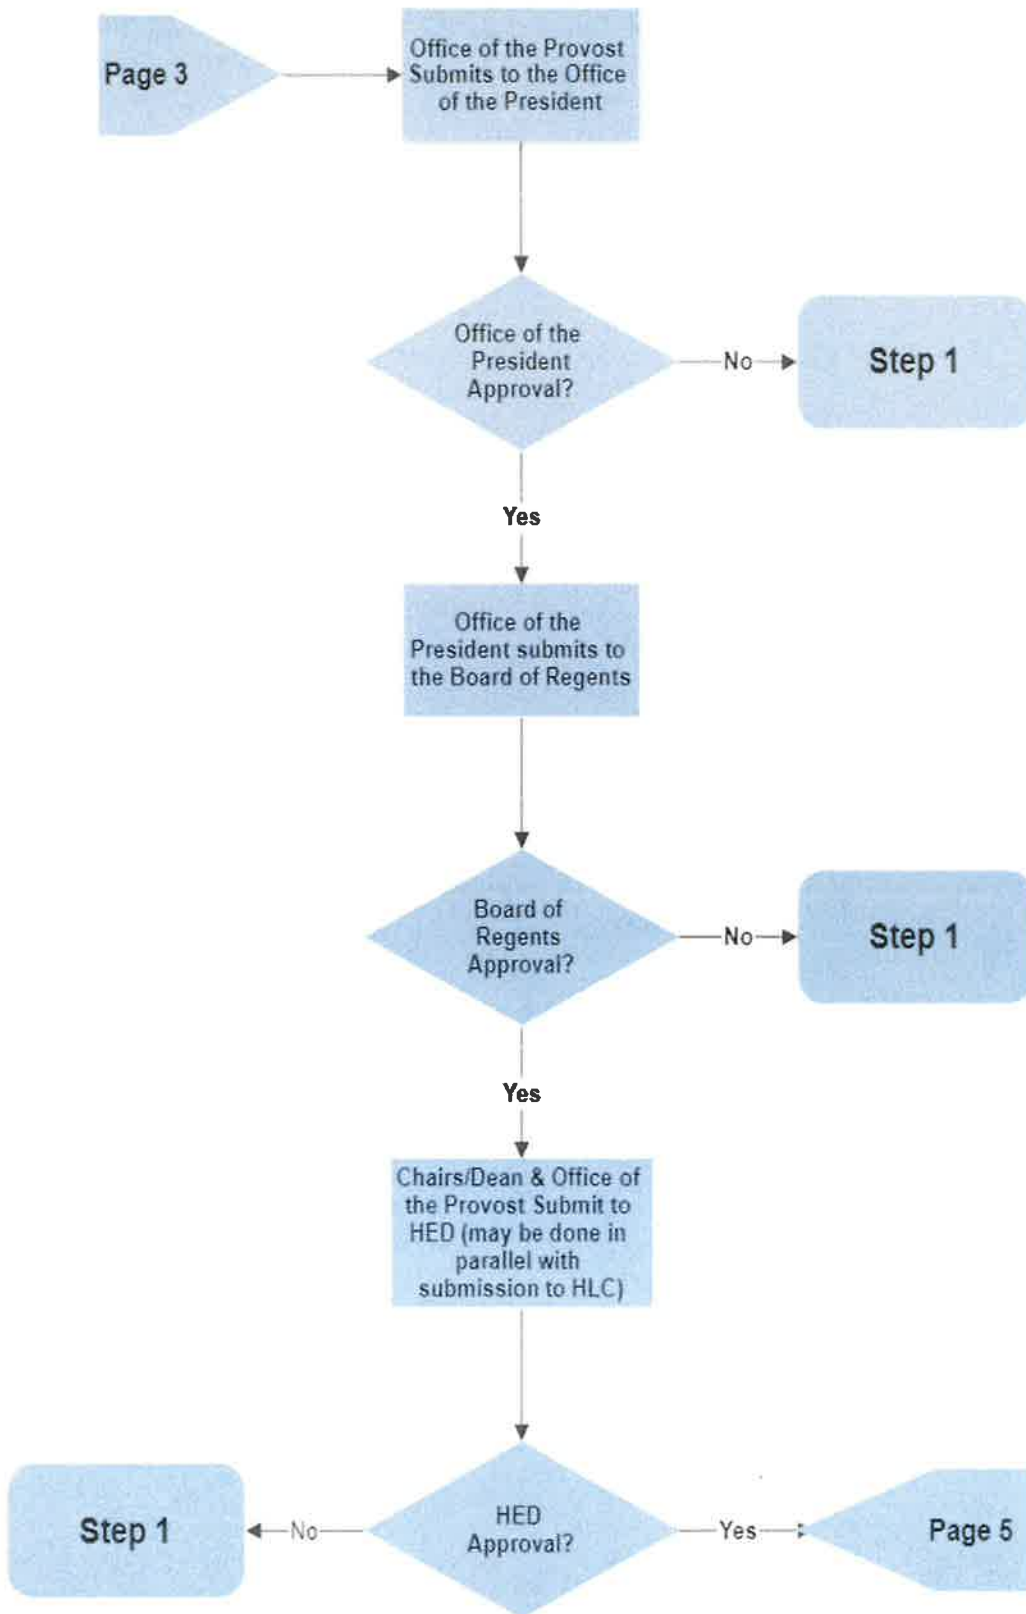 Page 3
Office of the Provost
Submits to the Office
of the President
Office of the
President
Approval?
No
Step 1
Yes
Office of the
President submits to
the Board of Regents
Board of
Regents
Approval?
No
Step 1
Yes
Chairs/Dean & Office of
the Provost Submit to
HED (may be done in
parallel with
submission to HLC)
Step 1
No
HED
Approval?
Yes
Page 5